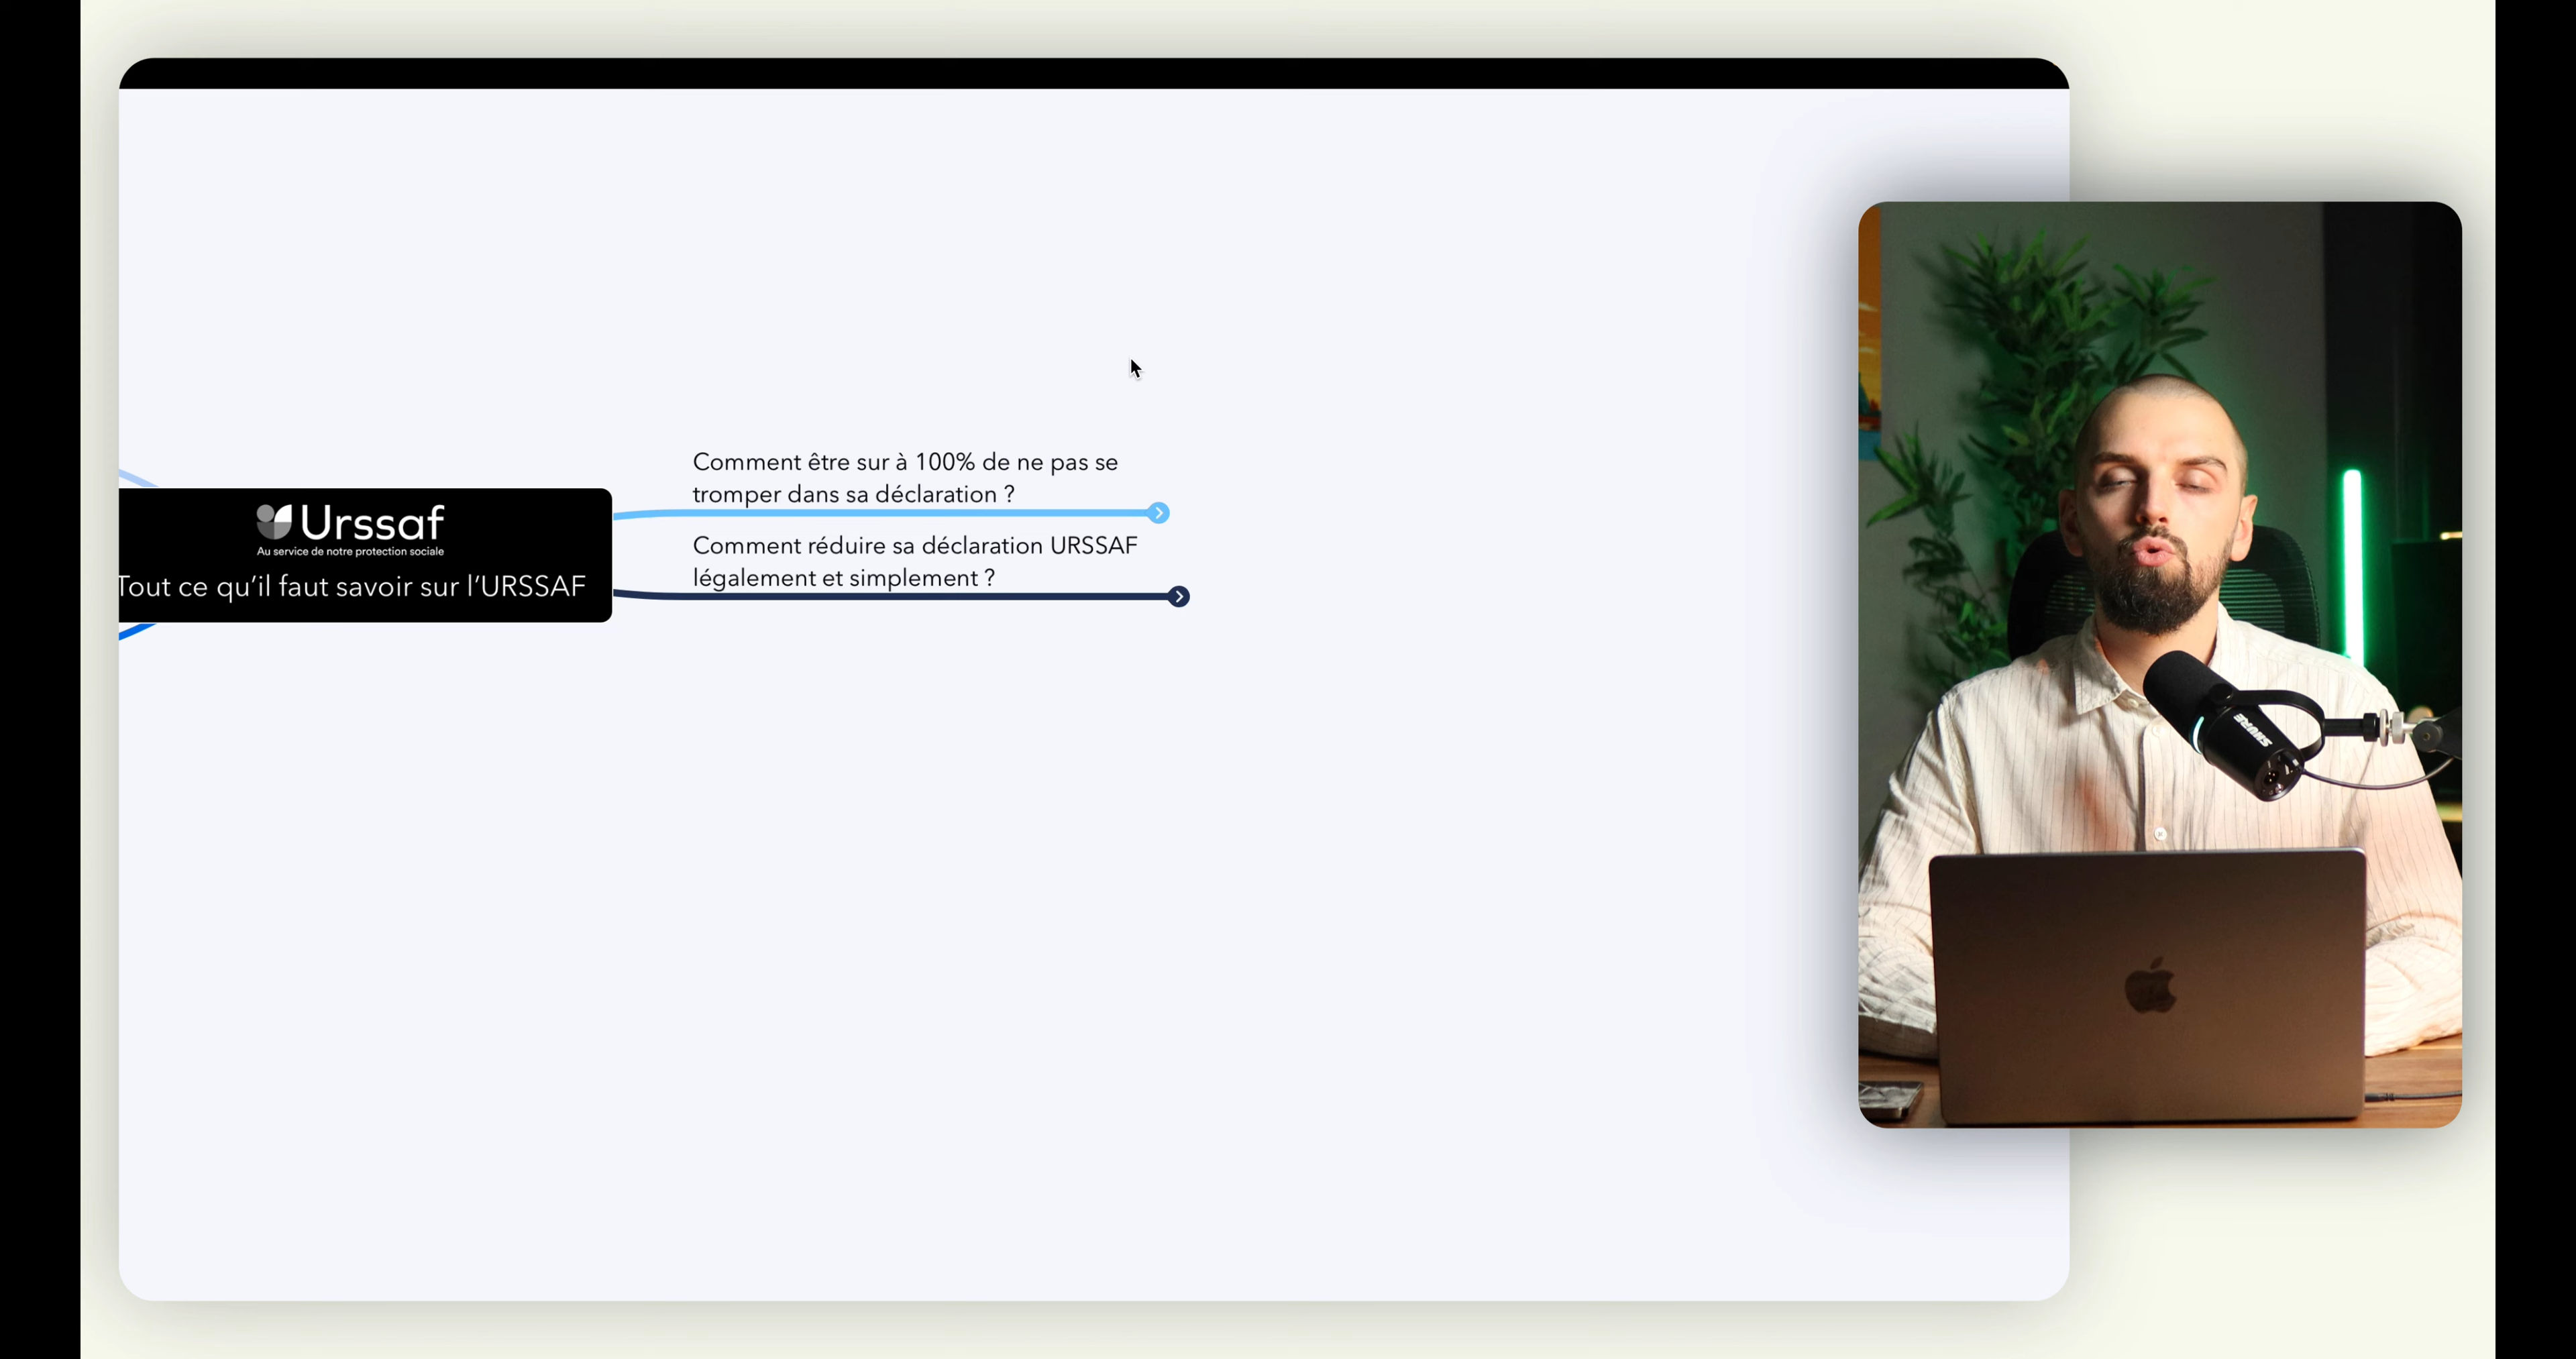 Urssaf
Au service de notre protection sociale
Tout ce qu'il faut savoir sur l'URSSAF
Comment être sur à 100% de ne pas se
tromper dans sa déclaration ?
Comment réduire sa déclaration URSSAF
légalement et simplement ?
SHURE